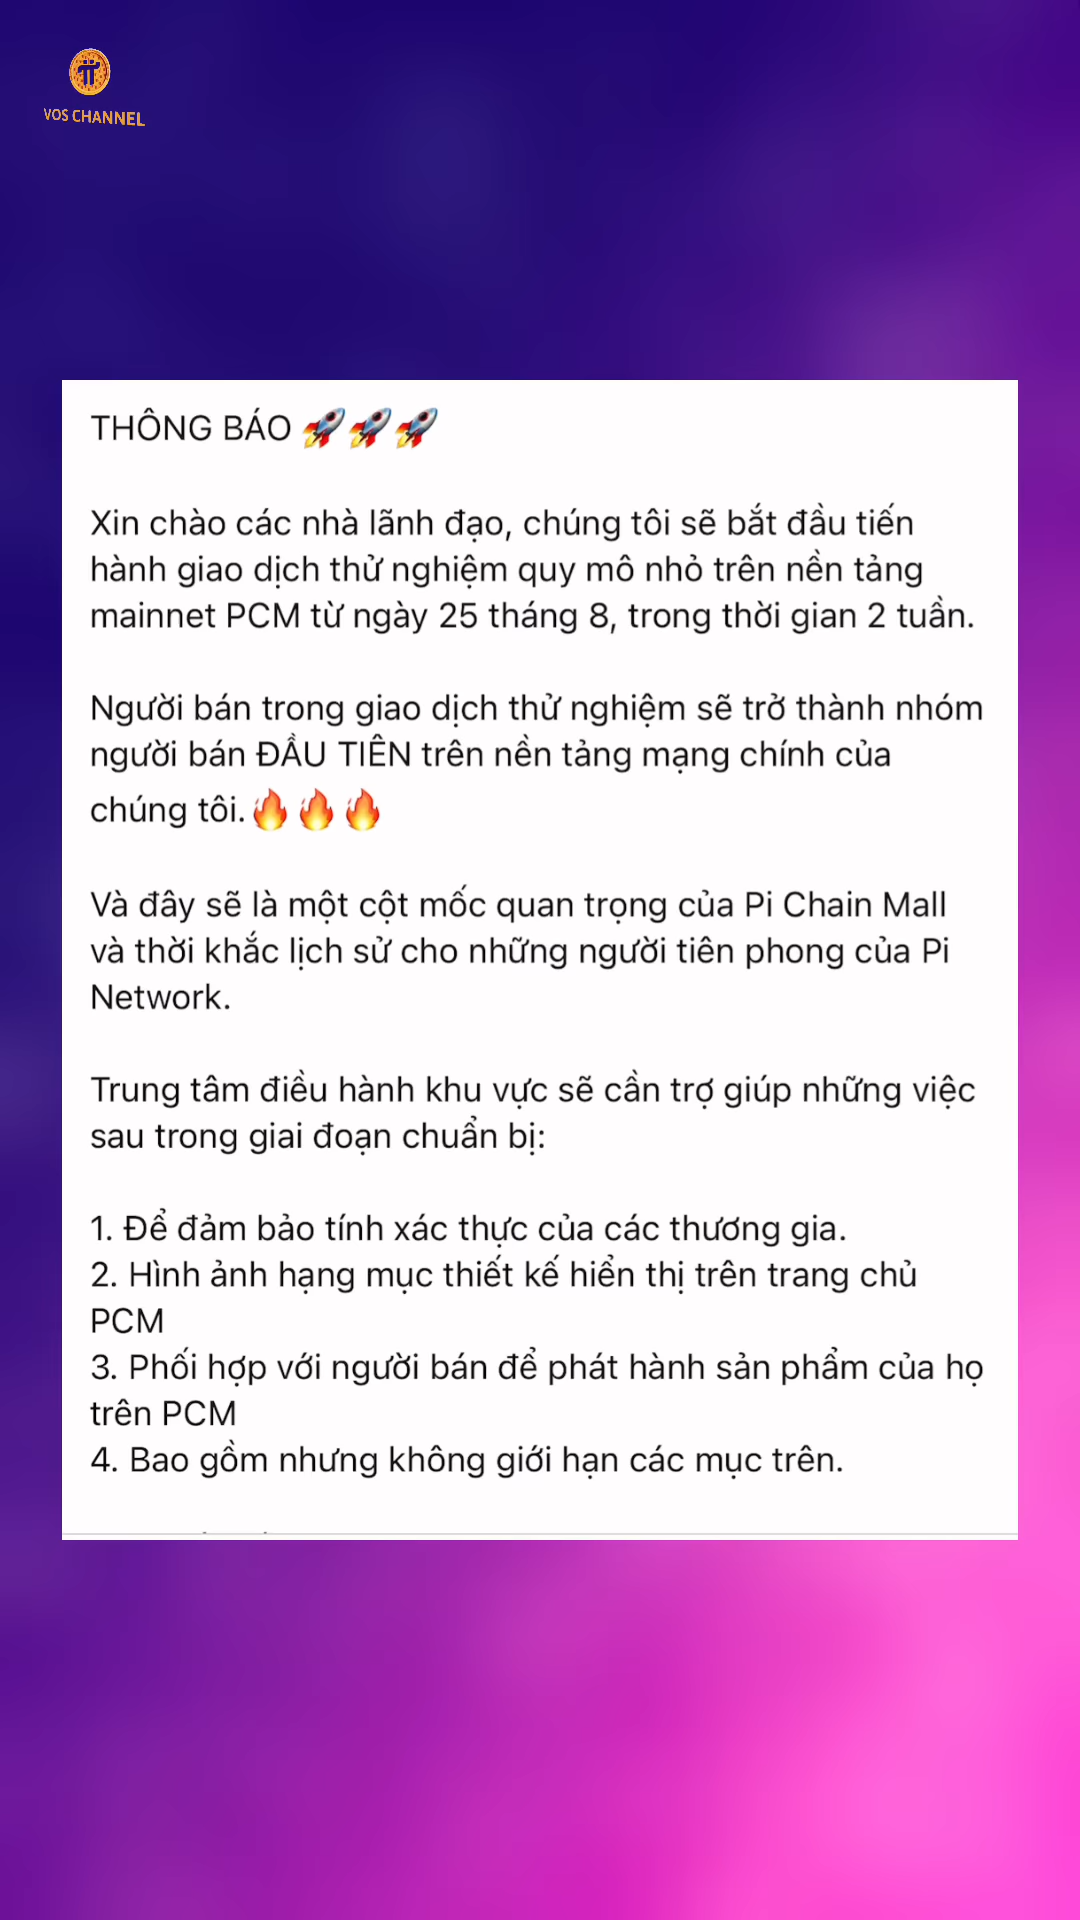 VOS CHANNEL
THÔNG BÁO 🚀🚀🚀
Xin chào các nhà lãnh đạo, chúng tôi sẽ bắt đầu tiến
hành giao dịch thử nghiệm quy mô nhỏ trên nền tảng
mainnet PCM từ ngày 25 tháng 8, trong thời gian 2 tuần.
Người bán trong giao dịch thử nghiệm sẽ trở thành nhóm
người bán ĐẦU TIÊN trên nền tảng mạng chính của
chúng tôi.🔥🔥🔥
Và đây sẽ là một cột mốc quan trọng của Pi Chain Mall
và thời khắc lịch sử cho những người tiên phong của Pi
Network.
Trung tâm điều hành khu vực sẽ cần trợ giúp những việc
sau trong giai đoạn chuẩn bị:
1. Để đảm bảo tính xác thực của các thương gia.
2. Hình ảnh hạng mục thiết kế hiển thị trên trang chủ
PCM
3. Phối hợp với người bán để phát hành sản phẩm của họ
trên PCM
4. Bao gồm nhưng không giới hạn các mục trên.